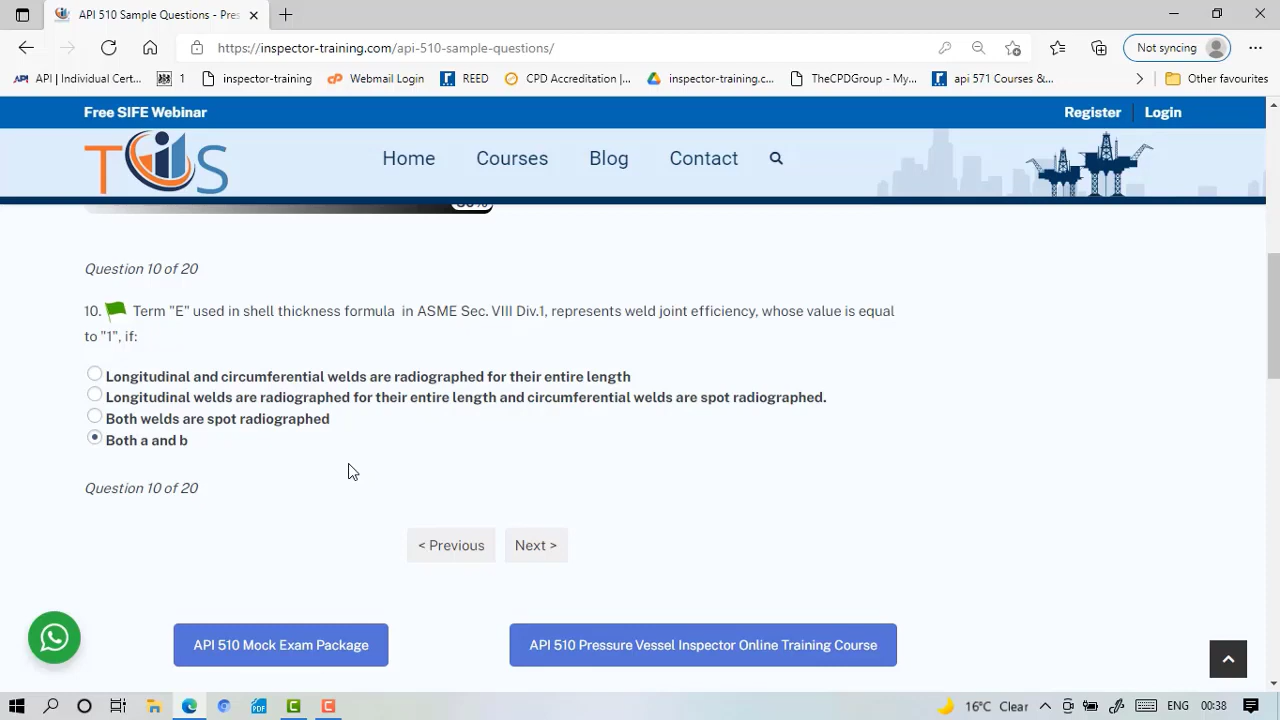 API 510 Sample Questions - Pres
https://inspector-training.com/api-510-sample-questions/
Not syncing
API | Individual Cert...
1
inspector-training
Webmail Login
REED
CPD Accreditation |...
inspector-training.c...
TheCPDGroup - My...
api 571 Courses &...
Other favourites
Free SIFE Webinar
Register
Login
TiS
Home
Courses
Blog
Contact
Question 10 of 20
10. Term "E" used in shell thickness formula in ASME Sec. VIII Div.1, represents weld joint efficiency, whose value is equal
to "1", if:
Longitudinal and circumferential welds are radiographed for their entire length
Longitudinal welds are radiographed for their entire length and circumferential welds are spot radiographed.
Both welds are spot radiographed
Both a and b
Question 10 of 20
< Previous
Next >
API 510 Mock Exam Package
API 510 Pressure Vessel Inspector Online Training Course
PDF
C
C
16°C Clear
ENG
00:38